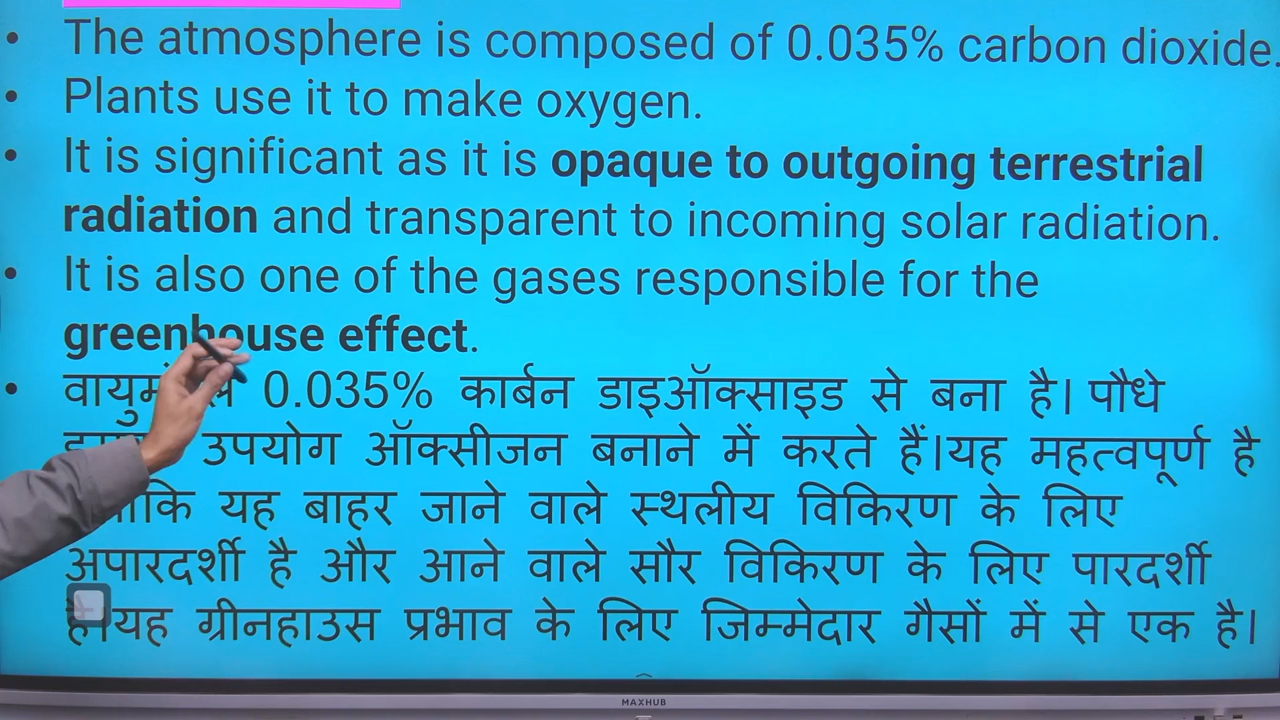 • The atmosphere is composed of 0.035% carbon dioxide.
• Plants use it to make oxygen.
• It is significant as it is opaque to outgoing terrestrial
radiation and transparent to incoming solar radiation.
• It is also one of the gases responsible for the
greenhouse effect.
• 0.035% कार्बन डाइऑक्साइड से बना है। पौधे
उपयोग ऑक्सीजन बनाने में करते हैं।यह महत्वपूर्ण है
यह बाहर जाने वाले स्थलीय विकिरण के लिए
अपारदर्शी है और आने वाले सौर विकिरण के लिए पारदर्शी
है।यह ग्रीनहाउस प्रभाव के लिए जिम्मेदार गैसों में से एक है।
MAXHUB